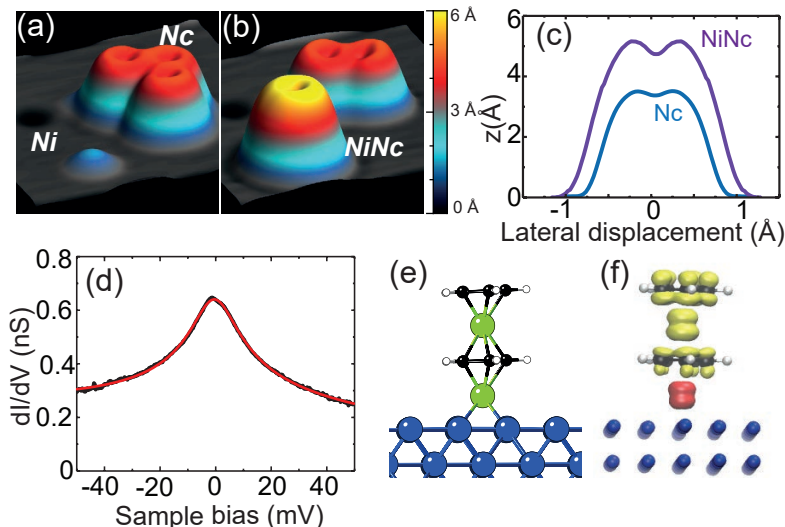 (a)
Nc
Ni
(b)
NiNc
6 Å
3 Å
0 Å
(c)
NiNc
Nc
z(Å)
6
4
2
0
-1
0
1
Lateral displacement (Å)
(d)
dI/dV (nS)
0.8
0.6
0.4
0.2
0
-40
-20
0
20
40
Sample bias (mV)
(e)
(f)